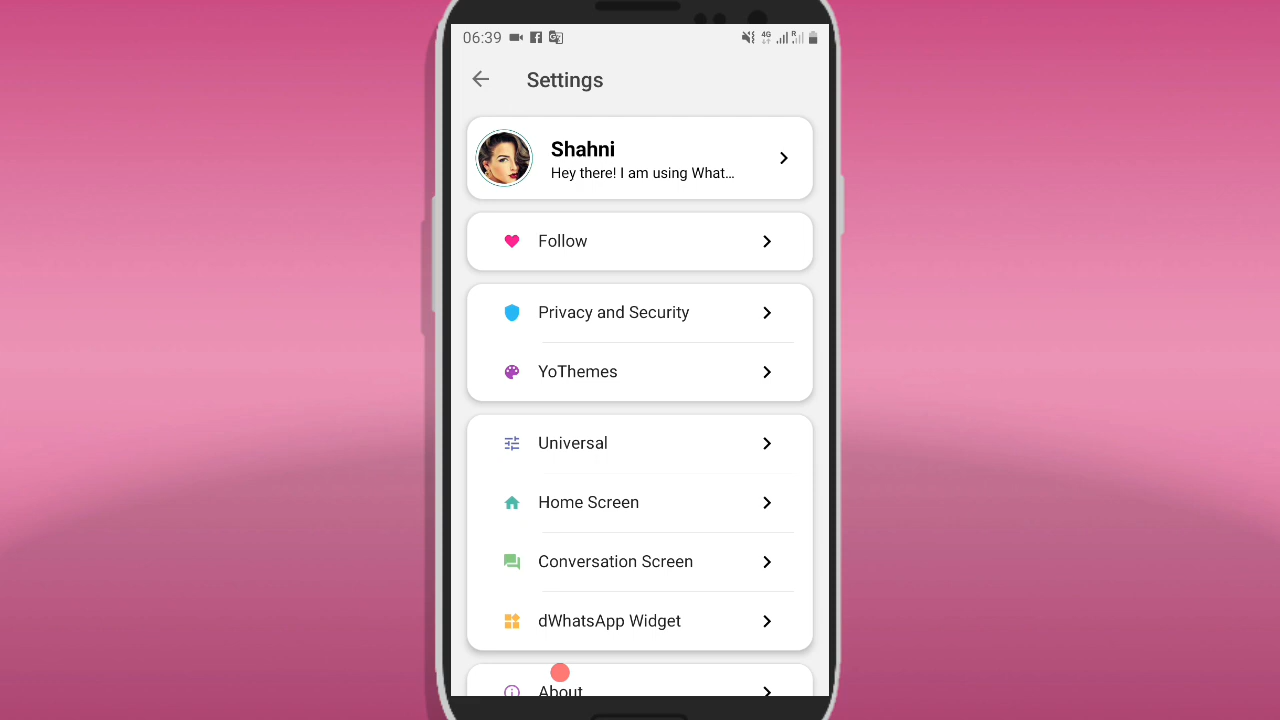 06:39
4G
R
Settings
Shahni
Hey there! I am using What...
Follow
Privacy and Security
YoThemes
Universal
Home Screen
Conversation Screen
dWhatsApp Widget
About